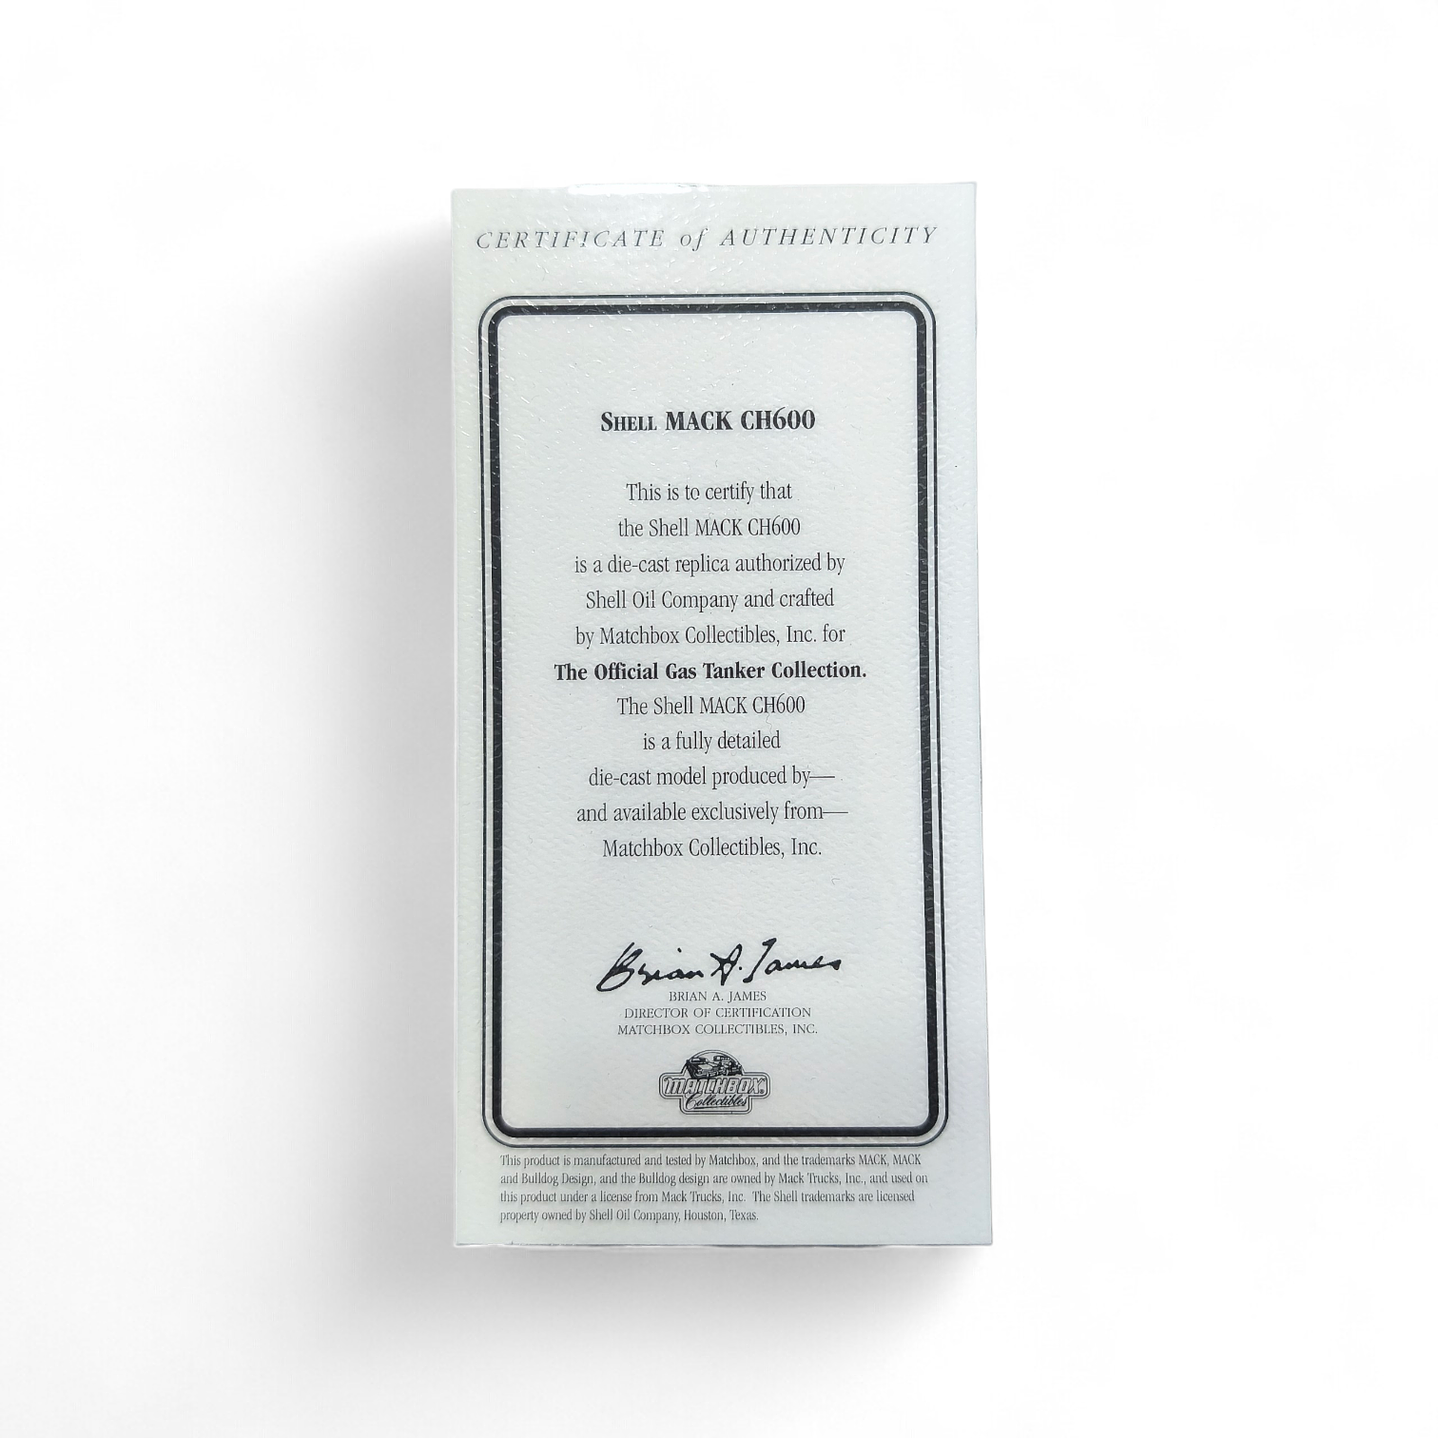 CERTIFICATE of AUTHENTICITY
SHELL MACK CH600
This is to certify that
the Shell MACK CH600
is a die-cast replica authorized by
Shell Oil Company and crafted
by Matchbox Collectibles, Inc. for
The Official Gas Tanker Collection.
The Shell MACK CH600
is a fully detailed
die-cast model produced by—
and available exclusively from—
Matchbox Collectibles, Inc.
Brian A. James
BRIAN A. JAMES
DIRECTOR OF CERTIFICATION
MATCHBOX COLLECTIBLES, INC.
MATCHBOX
Collectibles
This product is manufactured and tested by Matchbox, and the trademarks MACK, MACK
and Bulldog Design, and the Bulldog design are owned by Mack Trucks, Inc., and used on
this product under a license from Mack Trucks, Inc. The Shell trademarks are licensed
property owned by Shell Oil Company, Houston, Texas.